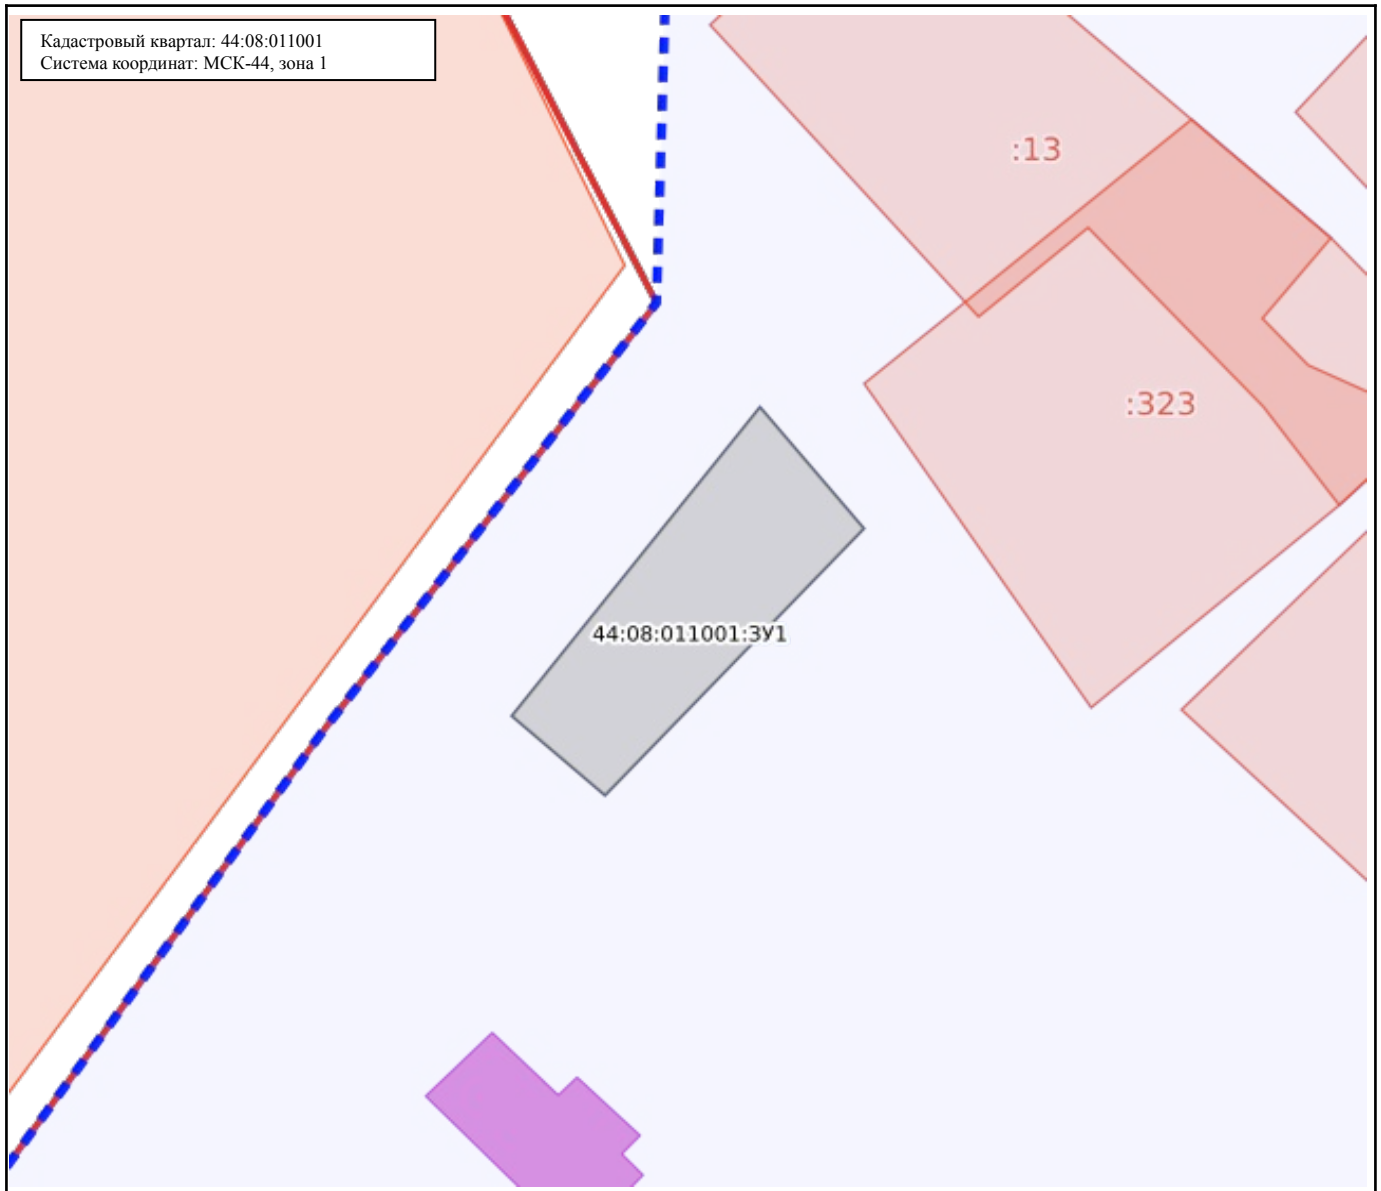 Кадастровый квартал: 44:08:011001
Система координат: МСК-44, зона 1
:13
:323
44:08:011001:ЗУ1